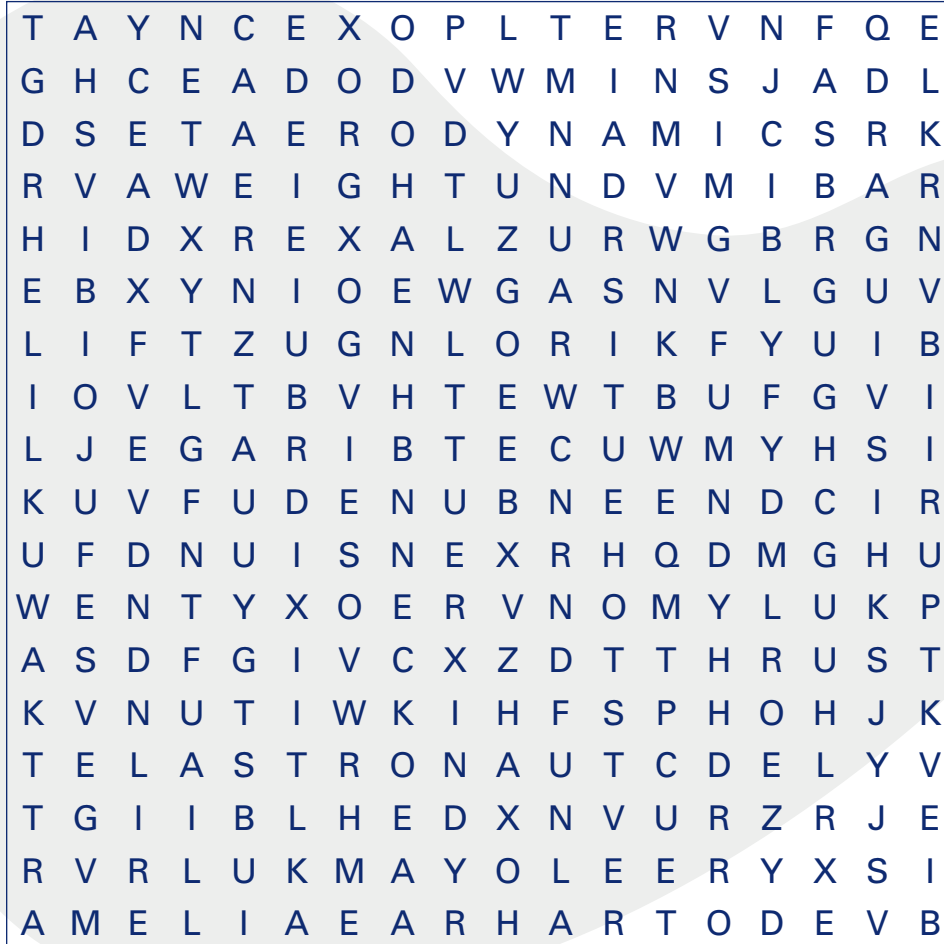 T A Y N C E X O P L T E R V N F Q E
G H C E A D O D V W M I N S J A D L
D S E T A E R O D Y N A M I C S R K
R V A W E I G H T U N D V M I B A R
H I D X R E X A L Z U R W G B R G N
E B X Y N I O E W G A S N V L G U V
L I F T Z U G N L O R I K F Y U I B
I O V L T B V H T E W T B U F G V I
L J E G A R I B T E C U W M Y H S I
K U V F U D E N U B N E E N D C I R
U F D N U I S N E X R H Q D M G H U
W E N T Y X O E R V N O M Y L U K P
A S D F G I V C X Z D T T H R U S T
K V N U T I W K I H F S P H O H J K
T E L A S T R O N A U T C D E L Y V
T G I I B L H E D X N V U R Z R J E
R V R L U K M A Y O L E E R Y X S I
A M E L I A E A R H A R T O D E V B